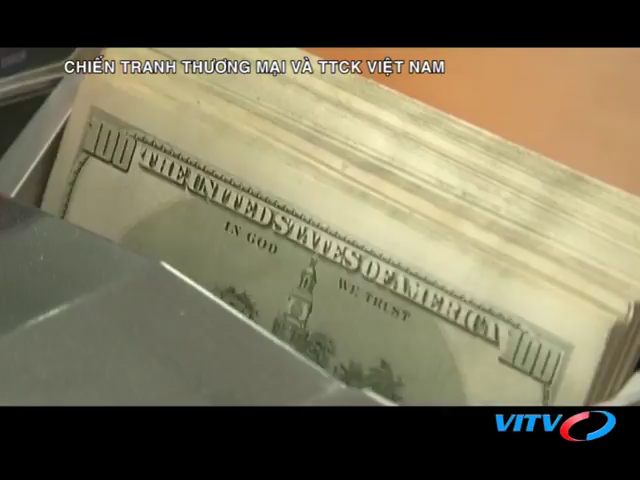 CHIẾN TRANH THƯƠNG MẠI VÀ TTCK VIỆT NAM
100 THE UNITED STATES OF AMERICA 100
IN GOD WE TRUST
VITV